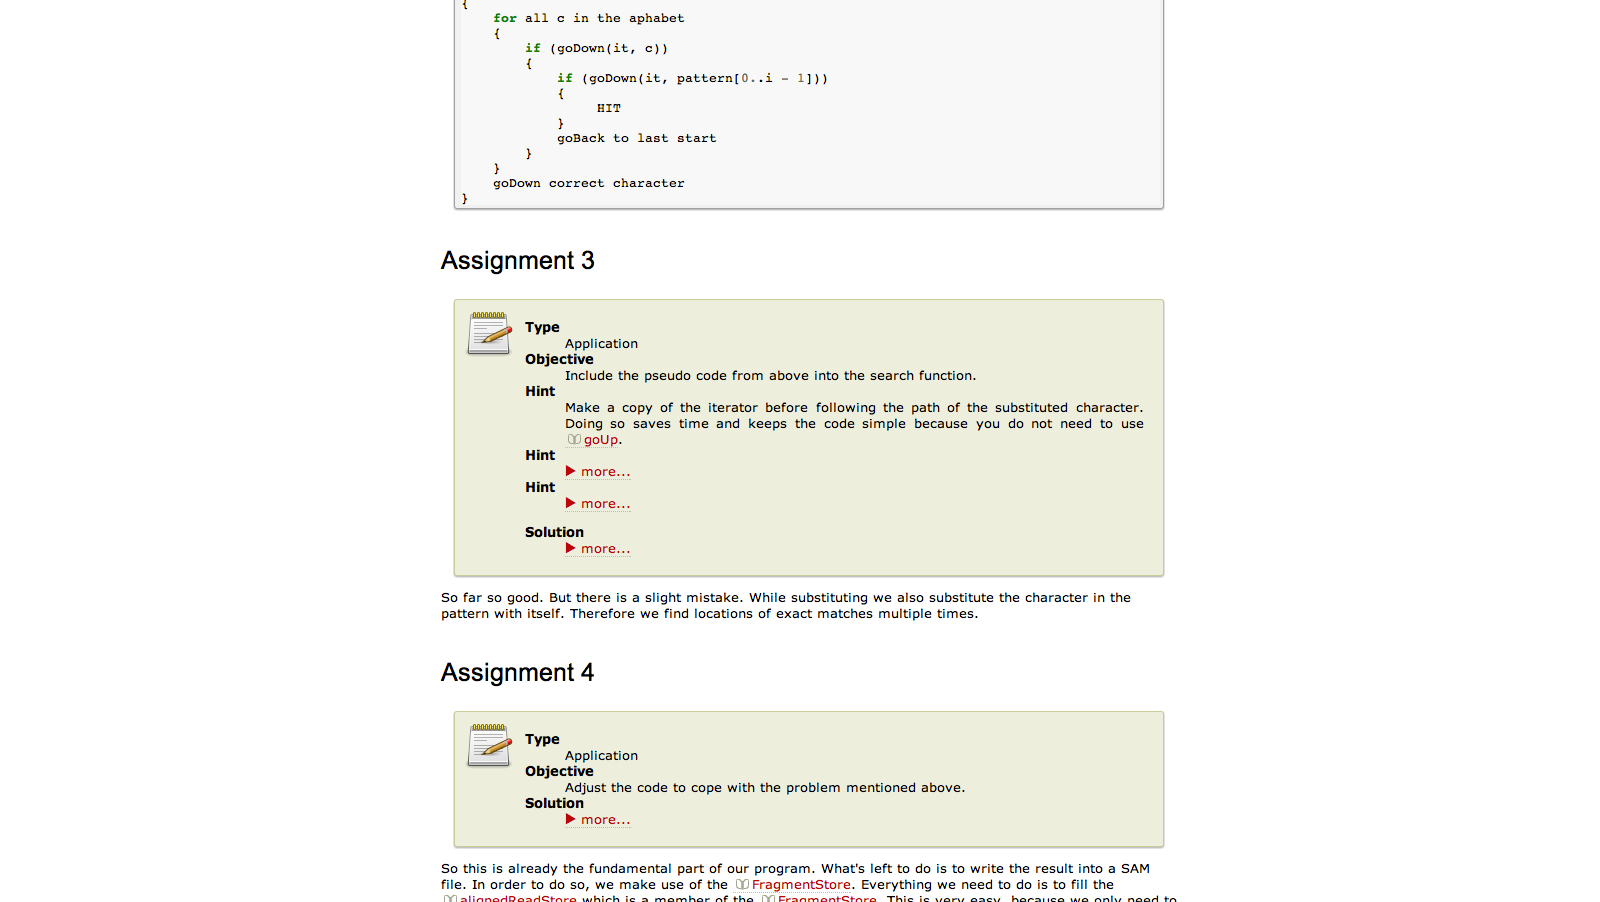 {
    for all c in the aphabet
    {
        if (goDown(it, c))
        {
            if (goDown(it, pattern[0..i - 1]))
            {
                 HIT
            }
            goBack to last start
        }
    }
    goDown correct character
}
Assignment 3
Type
Application
Objective
Include the pseudo code from above into the search function.
Hint
Make a copy of the iterator before following the path of the substituted character.
Doing so saves time and keeps the code simple because you do not need to use
goUp.
Hint
more...
Hint
more...
Solution
more...
So far so good. But there is a slight mistake. While substituting we also substitute the character in the
pattern with itself. Therefore we find locations of exact matches multiple times.
Assignment 4
Type
Application
Objective
Adjust the code to cope with the problem mentioned above.
Solution
more...
So this is already the fundamental part of our program. What's left to do is to write the result into a SAM
file. In order to do so, we make use of the FragmentStore. Everything we need to do is to fill the
alignedReadStore which is a member of the FragmentStore. This is very easy, because we only need to